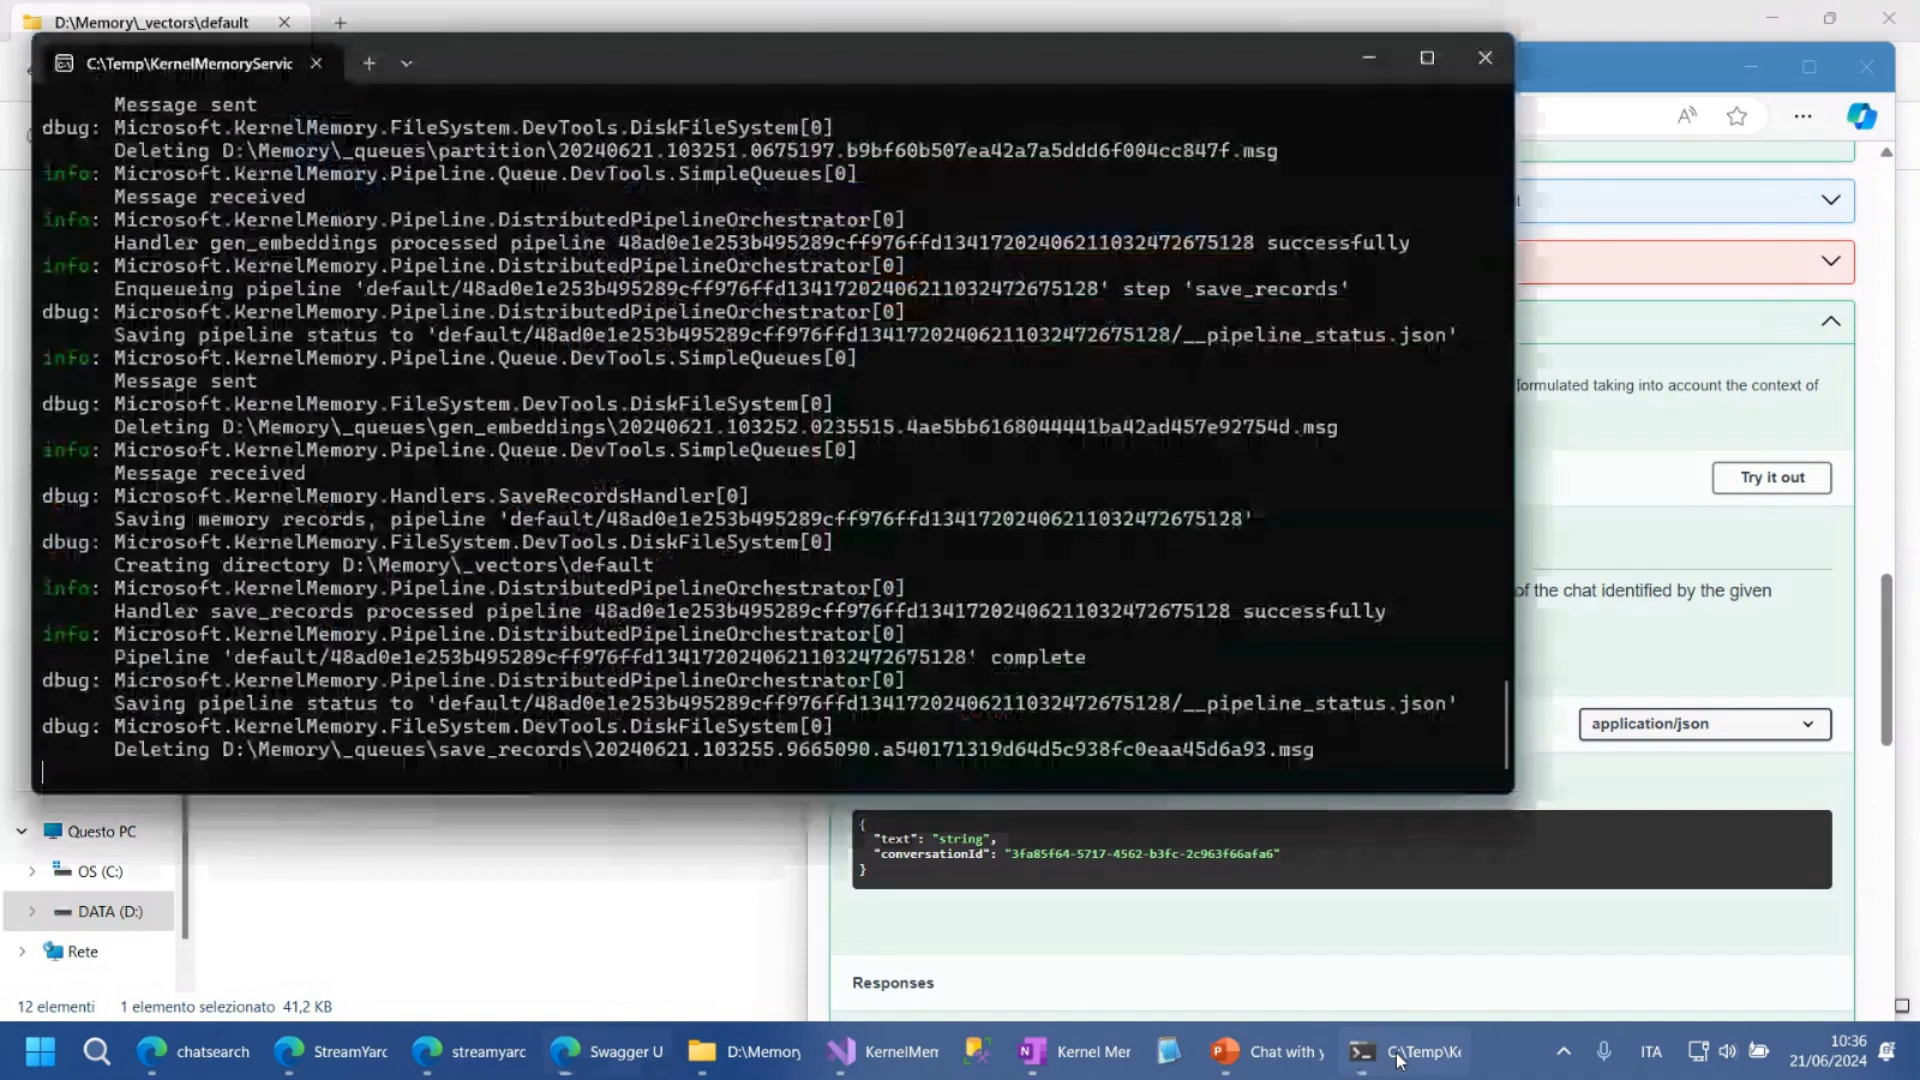 D:\Memory\_vectors\default
C:\Temp\KernelMemoryServic
Message sent
dbug: Microsoft.KernelMemory.FileSystem.DevTools.DiskFileSystem[0]
Deleting D:\Memory\_queues\partition\20240621.103251.0675197.b9bf60b507ea42a7a5ddd6f004cc847f.msg
info: Microsoft.KernelMemory.Pipeline.Queue.DevTools.SimpleQueues[0]
Message received
info: Microsoft.KernelMemory.Pipeline.DistributedPipelineOrchestrator[0]
Handler gen_embeddings processed pipeline 48ad0e1e253b495289cff976ffd1341720240621103247267512​8 successfully
info: Microsoft.KernelMemory.Pipeline.DistributedPipelineOrchestrator[0]
Enqueueing pipeline 'default/48ad0e1e253b495289cff976ffd13417202406211032472675128' step 'save_records'
dbug: Microsoft.KernelMemory.Pipeline.DistributedPipelineOrchestrator[0]
Saving pipeline status to 'default/48ad0e1e253b495289cff976ffd13417202406211032472675128/__pipeline_status.json'
info: Microsoft.KernelMemory.Pipeline.Queue.DevTools.SimpleQueues[0]
Message sent
dbug: Microsoft.KernelMemory.FileSystem.DevTools.DiskFileSystem[0]
Deleting D:\Memory\_queues\gen_embeddings\20240621.103252.0235515.4ae5bb6168044441ba42ad457e92754d.msg
info: Microsoft.KernelMemory.Pipeline.Queue.DevTools.SimpleQueues[0]
Message received
dbug: Microsoft.KernelMemory.Handlers.SaveRecordsHandler[0]
Saving memory records, pipeline 'default/48ad0e1e253b495289cff976ffd13417202406211032472675128'
dbug: Microsoft.KernelMemory.FileSystem.DevTools.DiskFileSystem[0]
Creating directory D:\Memory\_vectors\default
info: Microsoft.KernelMemory.Pipeline.DistributedPipelineOrchestrator[0]
Handler save_records processed pipeline 48ad0e1e253b495289cff976ffd13417202406211032472675128 successfully
info: Microsoft.KernelMemory.Pipeline.DistributedPipelineOrchestrator[0]
Pipeline 'default/48ad0e1e253b495289cff976ffd13417202406211032472675128' complete
dbug: Microsoft.KernelMemory.Pipeline.DistributedPipelineOrchestrator[0]
Saving pipeline status to 'default/48ad0e1e253b495289cff976ffd13417202406211032472675128/__pipeline_status.json'
dbug: Microsoft.KernelMemory.FileSystem.DevTools.DiskFileSystem[0]
Deleting D:\Memory\_queues\save_records\20240621.103255.9665090.a540171319d64d5c938fc0eaa45d6a93.msg
formulated taking into account the context of
Try it out
of the chat identified by the given
application/json
{
"text": "string",
"conversationId": "3fa85f64-5717-4562-b3fc-2c963f66afa6"
}
Responses
Questo PC
OS (C:)
DATA (D:)
Rete
12 elementi 1 elemento selezionato 41,2 KB
chatsearch StreamYarc streamyarc Swagger U D:\Memory KernelMem Kernel Mer Chat with y C:\Temp\Ke ITA
10:36
21/06/2024